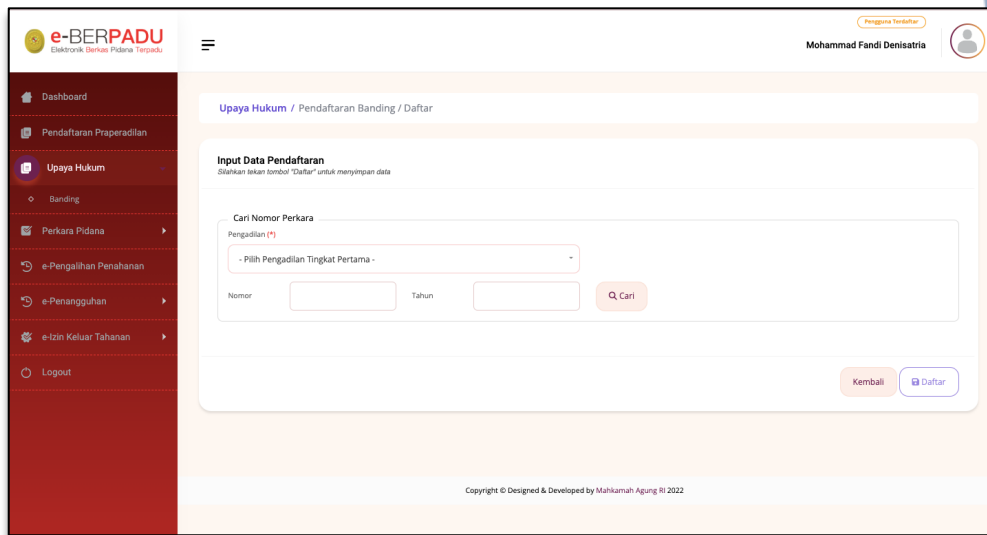 e-BERPADU
Elektronik Berkas Pidana Terpadu
Pengguna Terdaftar
Mohammad Fandi Denisatria
Dashboard
Pendaftaran Praperadilan
Upaya Hukum
Banding
Perkara Pidana
e-Pengalihan Penahanan
e-Penangguhan
e-Izin Keluar Tahanan
Logout
Upaya Hukum / Pendaftaran Banding / Daftar
Input Data Pendaftaran
Silahkan tekan tombol "Daftar" untuk menyimpan data
Cari Nomor Perkara
Pengadilan (*)
- Pilih Pengadilan Tingkat Pertama -
Nomor Tahun Cari
Kembali Daftar
Copyright © Designed & Developed by Mahkamah Agung RI 2022